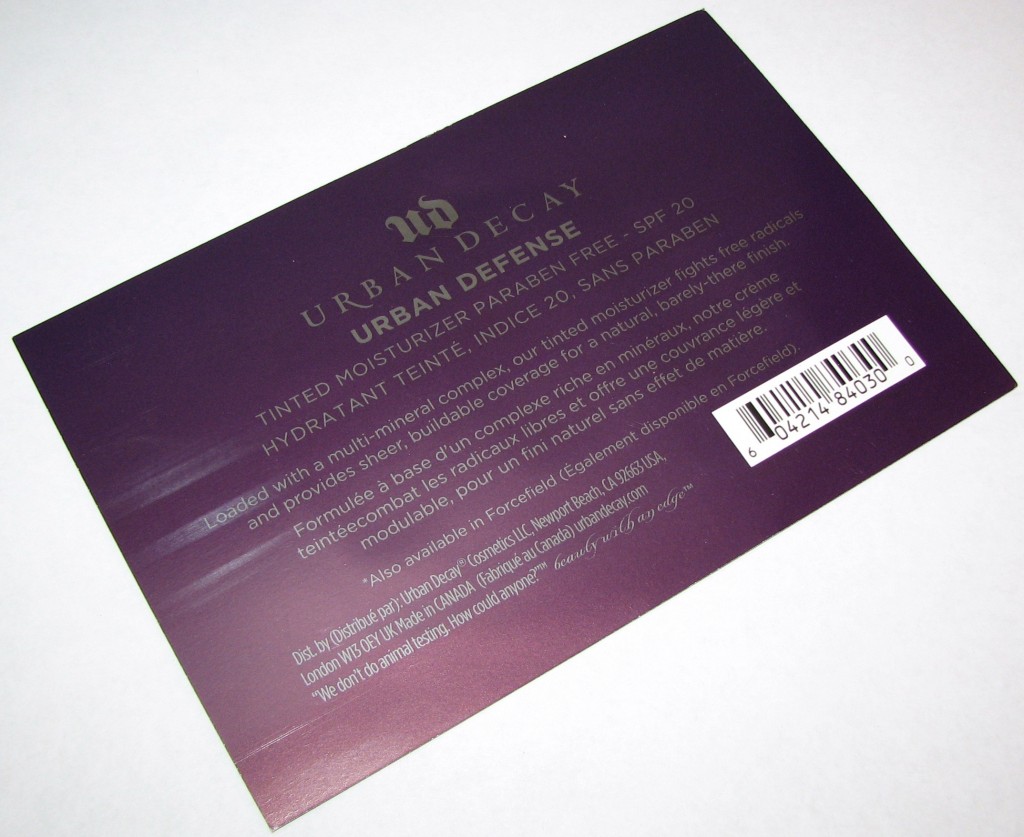 UD
URBAN DECAY
URBAN DEFENSE
TINTED MOISTURIZER PARABEN FREE - SPF 20
HYDRATANT TEINTÉ, INDICE 20, SANS PARABEN
Loaded with a multi-mineral complex, our tinted moisturizer fights free radicals
and provides sheer, buildable coverage for a natural, barely-there finish.
Formulée à base d'un complexe riche en minéraux, notre crème
teintéecombat les radicaux libres et offre une couvrance légère et
modulable, pour un fini naturel sans effet de matière.
*Also available in Forcefield (Également disponible en Forcefield).
Dist. by (Distribué par): Urban Decay® Cosmetics LLC, Newport Beach, CA 92663 USA,
London W13 0EY UK Made in CANADA (Fabriqué au Canada) urbandecay.com
"We don't do animal testing. How could anyone?"™ beauty with an edge™
6 04214 84030 0